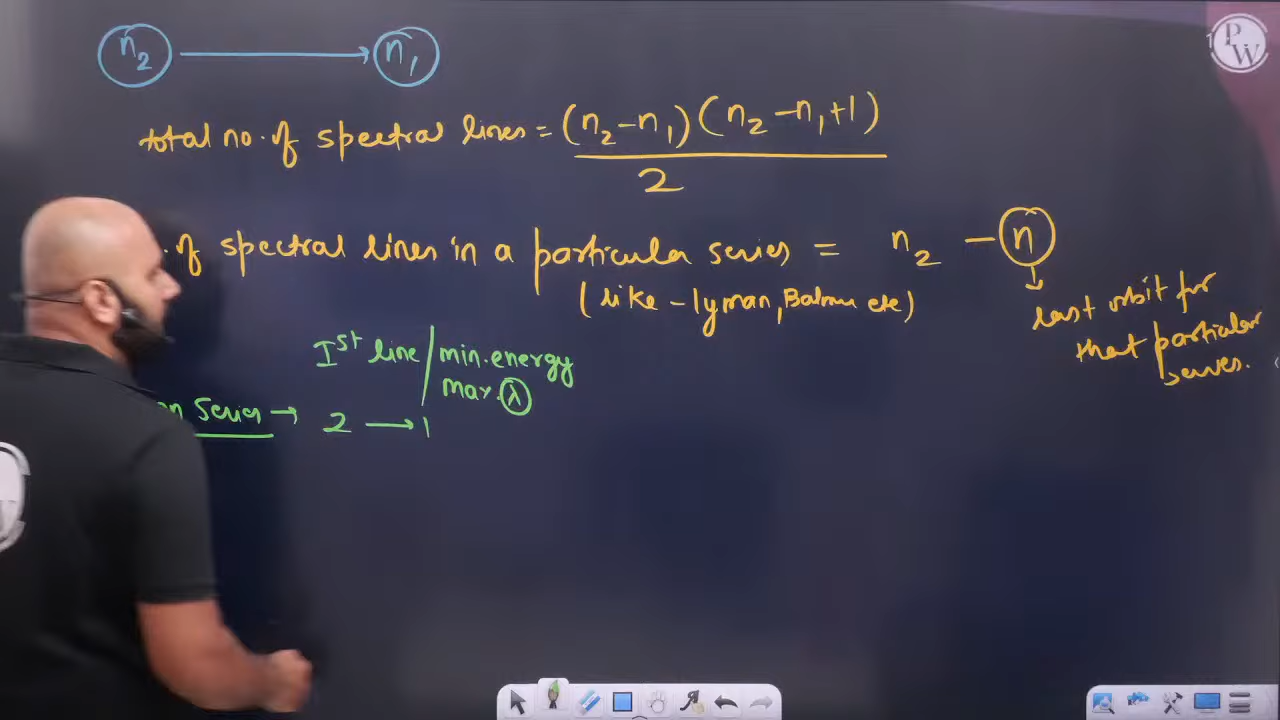 n₂ → n₁
PW
total no. of spectral lines = (n₂-n₁)(n₂-n₁+1)
2
. of spectral lines in a particular series = n₂ - n
(like - lyman, Balmer etc)
last orbit for
that particular
series.
Iˢᵗ line / min. energy
max. λ
Series → 2 → 1